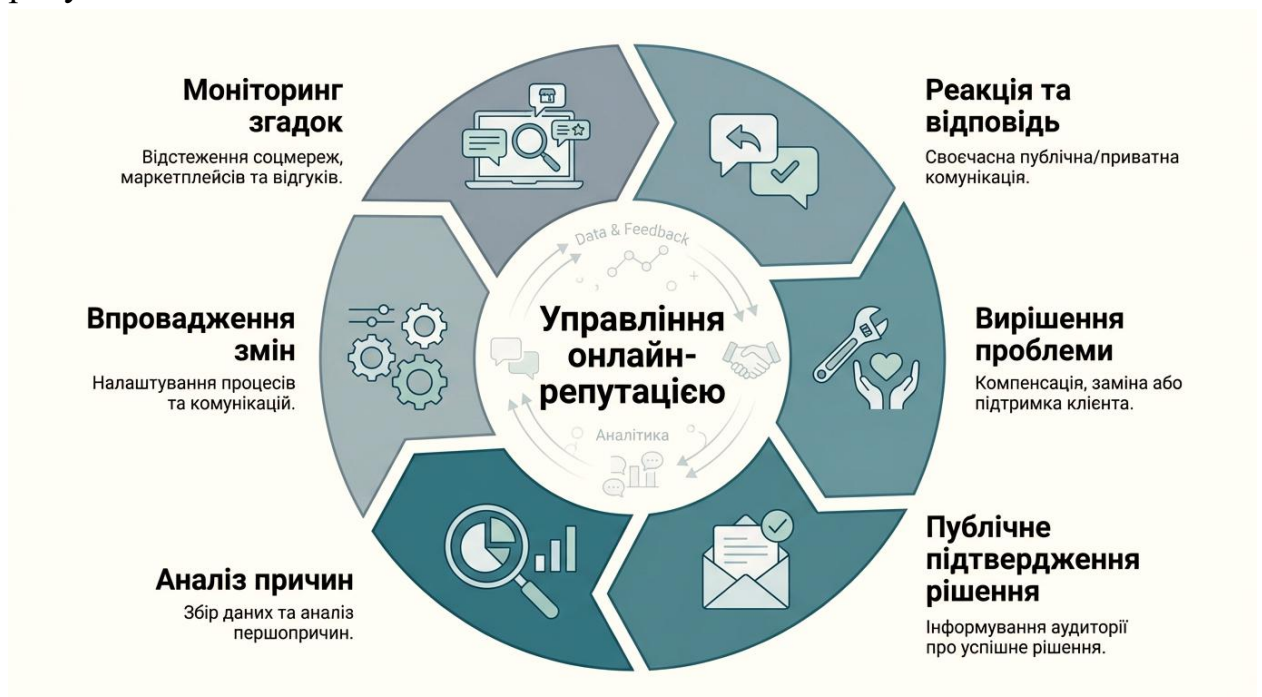 Моніторинг
згадок
Відстеження соцмереж,
маркетплейсів та відгуків.
Реакція та
відповідь
Своєчасна публічна/приватна
комунікація.
Data & Feedback
Управління
онлайн-
репутацією
Аналітика
Впровадження
змін
Налаштування процесів
та комунікацій.
Вирішення
проблеми
Компенсація, заміна або
підтримка клієнта.
Аналіз причин
Збір даних та аналіз
першопричин.
Публічне
підтвердження
рішення
Інформування аудиторії
про успішне рішення.